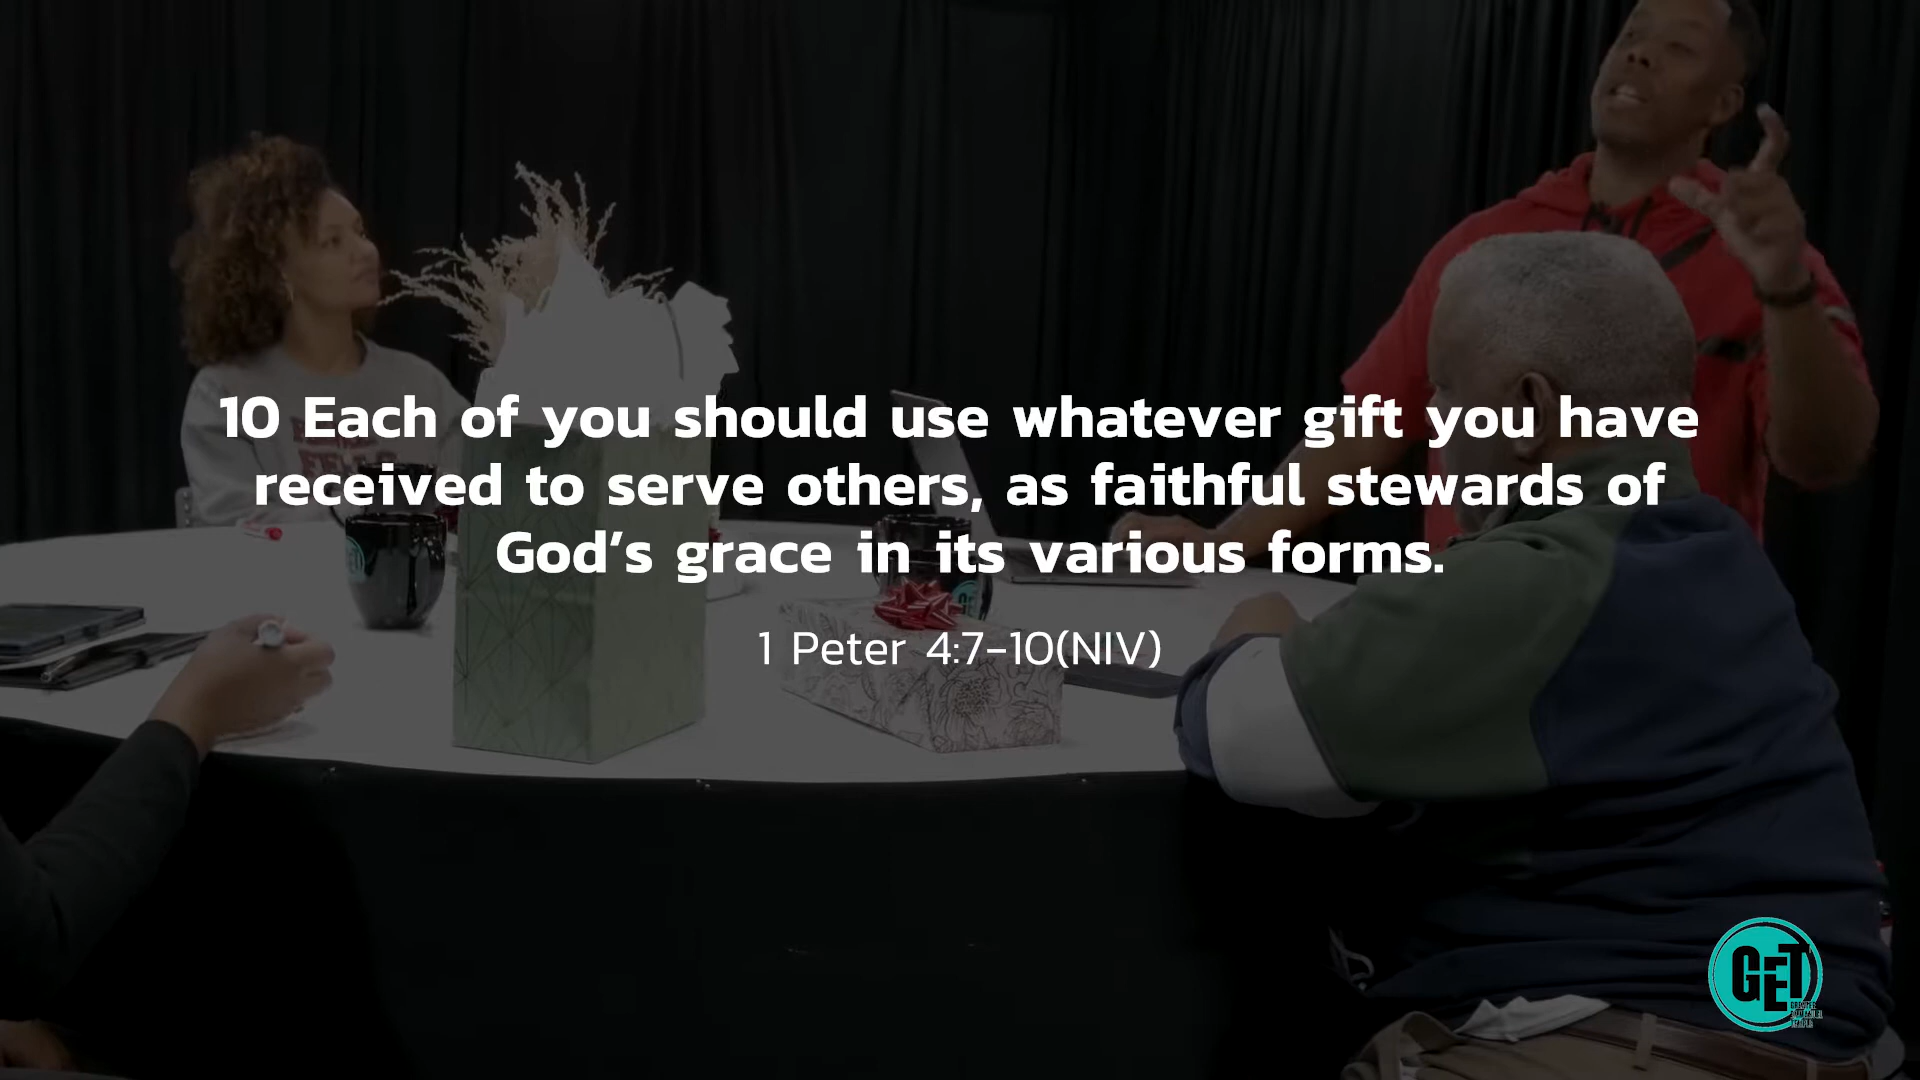 10 Each of you should use whatever gift you have
received to serve others, as faithful stewards of
God’s grace in its various forms.
1 Peter 4:7-10(NIV)
GET
GET